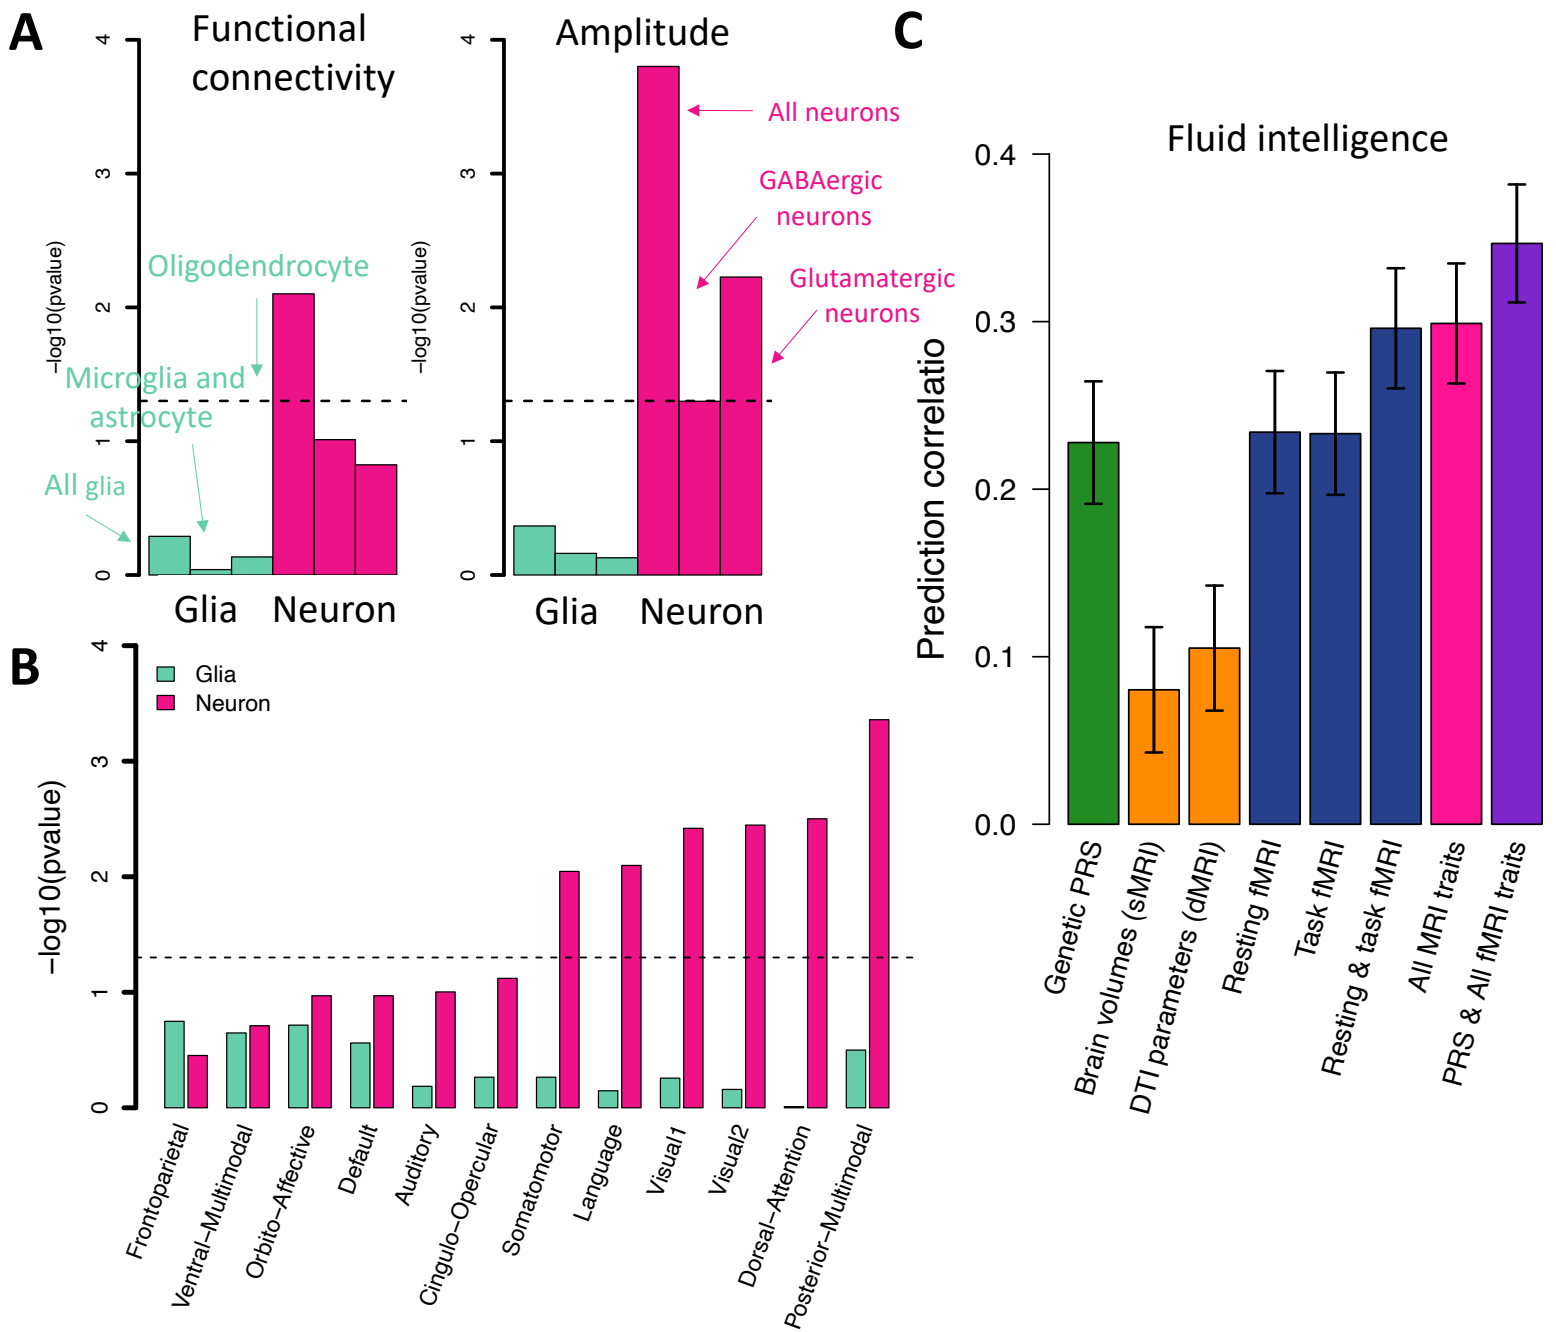 A
Functional
connectivity
4
3
2
1
0
−log10(pvalue)
Oligodendrocyte
Microglia and
astrocyte
All glia
Glia
Neuron
Amplitude
4
3
2
1
0
−log10(pvalue)
All neurons
GABAergic
neurons
Glutamatergic
neurons
Glia
Neuron
B
Glia
Neuron
4
3
2
1
0
−log10(pvalue)
Frontoparietal
Ventral−Multimodal
Orbito−Affective
Default
Auditory
Cingulo−Opercular
Somatomotor
Language
Visual1
Visual2
Dorsal−Attention
Posterior−Multimodal
C
Fluid intelligence
0.4
0.3
0.2
0.1
0.0
Prediction correlatio
Genetic PRS
Brain volumes (sMRI)
DTI parameters (dMRI)
Resting fMRI
Task fMRI
Resting & task fMRI
All MRI traits
PRS & All fMRI traits